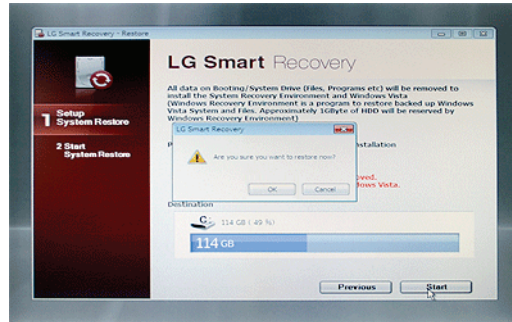 LG Smart Recovery - Restore
LG Smart Recovery
All data on Booting/System Drive (Files, Programs etc) will be removed to
install the System Recovery Environment and Windows Vista
(Windows Recovery Environment is a program to restore backed up Windows
Vista System and Files. Approximately 1GByte of HDD will be reserved by
Windows Recovery Environment)
1 Setup
System Restore
2 Start
System Restore
LG Smart Recovery
Are you sure you want to restore now?
OK Cancel
Destination
C: 114 GB ( 49 %)
114 GB
Previous Start